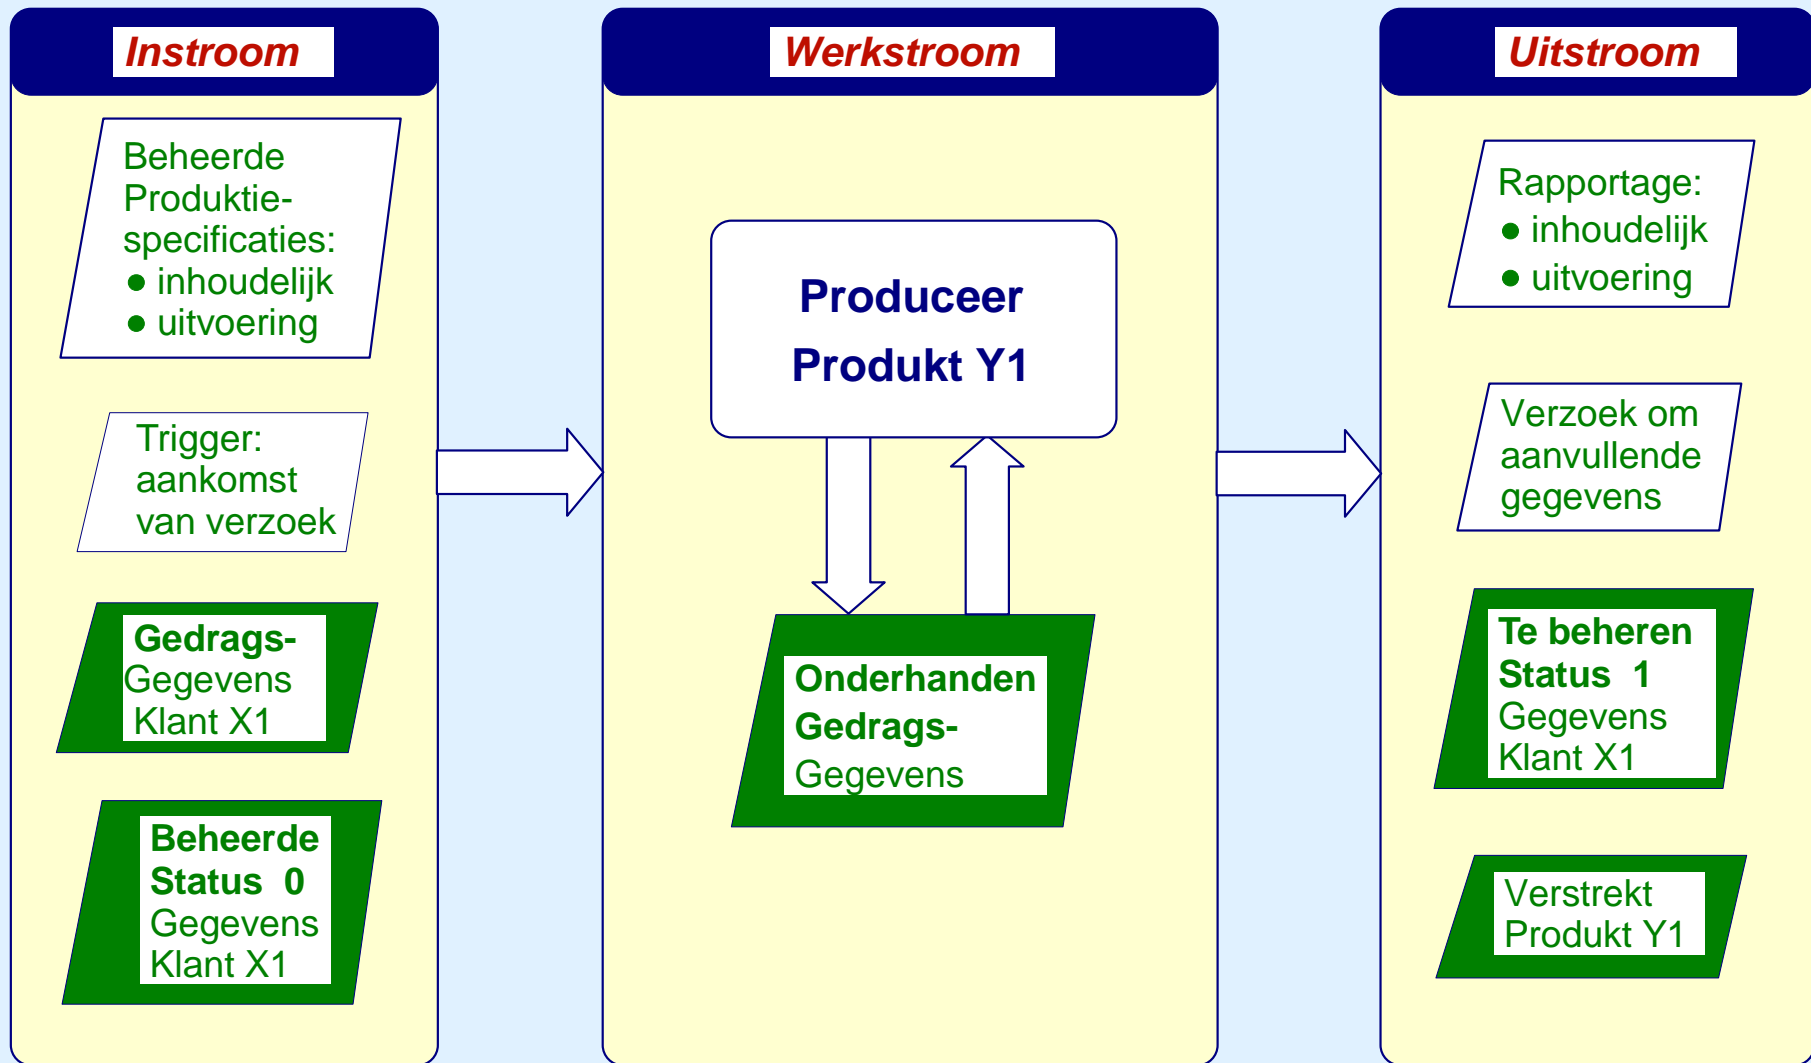 Instroom
Beheerde
Produktie-
specificaties:
● inhoudelijk
● uitvoering
Trigger:
aankomst
van verzoek
Gedrags-
Gegevens
Klant X1
Beheerde
Status 0
Gegevens
Klant X1
Werkstroom
Produceer
Produkt Y1
Onderhanden
Gedrags-
Gegevens
Uitstroom
Rapportage:
● inhoudelijk
● uitvoering
Verzoek om
aanvullende
gegevens
Te beheren
Status 1
Gegevens
Klant X1
Verstrekt
Produkt Y1